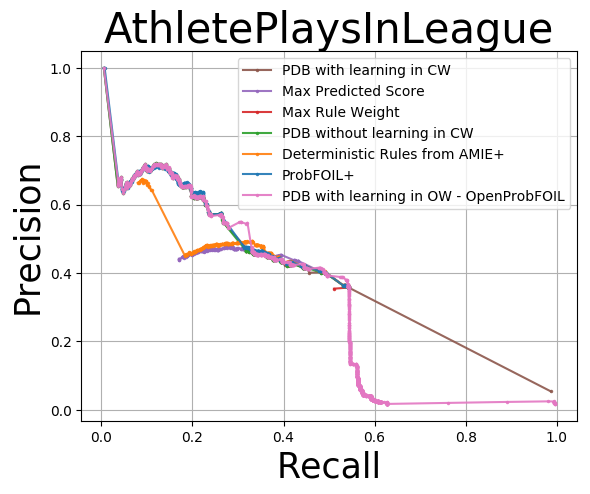 AthletePlaysInLeague
PDB with learning in CW
Max Predicted Score
Max Rule Weight
PDB without learning in CW
Deterministic Rules from AMIE+
ProbFOIL+
PDB with learning in OW - OpenProbFOIL
Precision
1.0
0.8
0.6
0.4
0.2
0.0
0.0 0.2 0.4 0.6 0.8 1.0
Recall